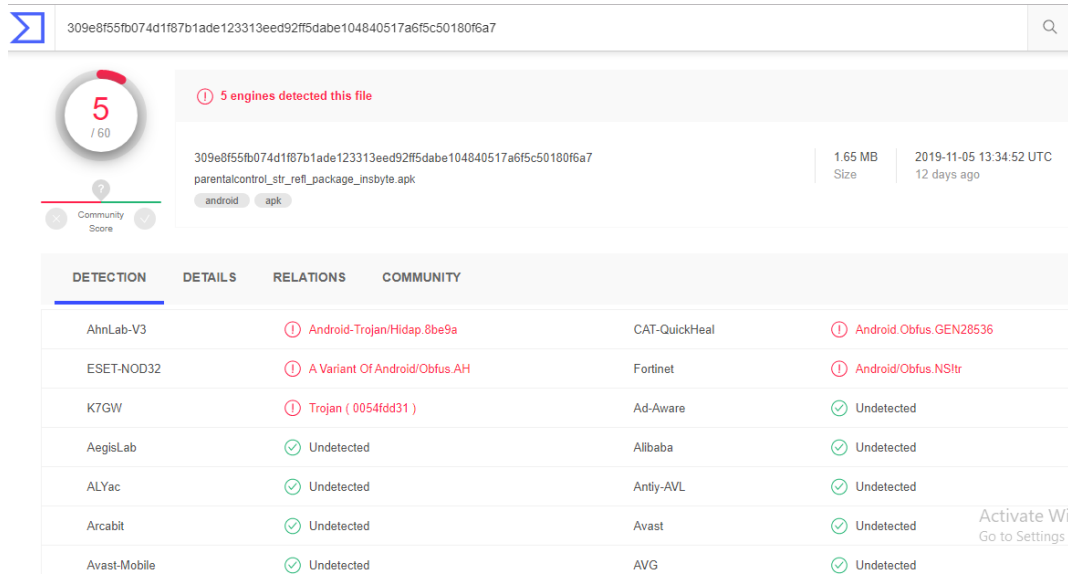 309e8f55fb074d1f87b1ade123313eed92ff5dabe104840517a6f5c50180f6a7
5 engines detected this file
5
/ 60
309e8f55fb074d1f87b1ade123313eed92ff5dabe104840517a6f5c50180f6a7
parentalcontrol_str_refl_package_insbyte.apk
android apk
1.65 MB
Size
2019-11-05 13:34:52 UTC
12 days ago
?
Community
Score
DETECTION DETAILS RELATIONS COMMUNITY
AhnLab-V3 Android-Trojan/Hidap.8be9a CAT-QuickHeal Android.Obfus.GEN28536
ESET-NOD32 A Variant Of Android/Obfus.AH Fortinet Android/Obfus.NS!tr
K7GW Trojan ( 0054fdd31 ) Ad-Aware Undetected
AegisLab Undetected Alibaba Undetected
ALYac Undetected Antiy-AVL Undetected
Arcabit Undetected Avast Undetected
Avast-Mobile Undetected AVG Undetected
Activate Wi
Go to Settings